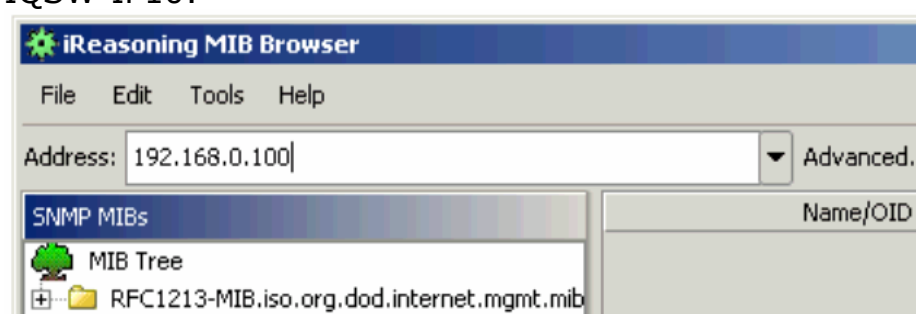 iReasoning MIB Browser
File Edit Tools Help
Address: 192.168.0.100 Advanced.
SNMP MIBs Name/OID
MIB Tree
RFC1213-MIB.iso.org.dod.internet.mgmt.mib